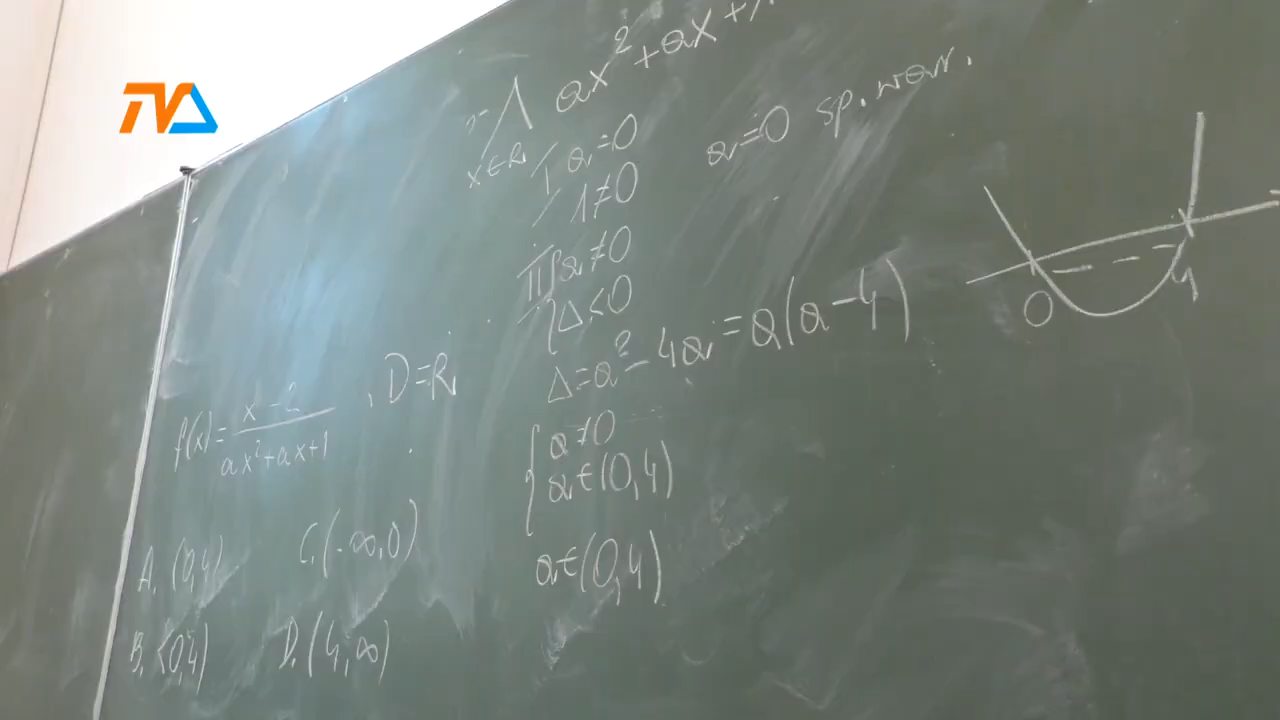 TVA
⋀ ax² + ax + 1
x∈R
I a=0
1≠0
a=0 sp. war.
II { a≠0
Δ<0
Δ=a²-4a=a(a-4)
{ a≠0
a∈(0,4)
a∈(0,4)
0 4
f(x)=(x-2)/(ax²+ax+1), D=R
A. (0,4) C. (-∞,0)
B. <0,4) D. (4,∞)